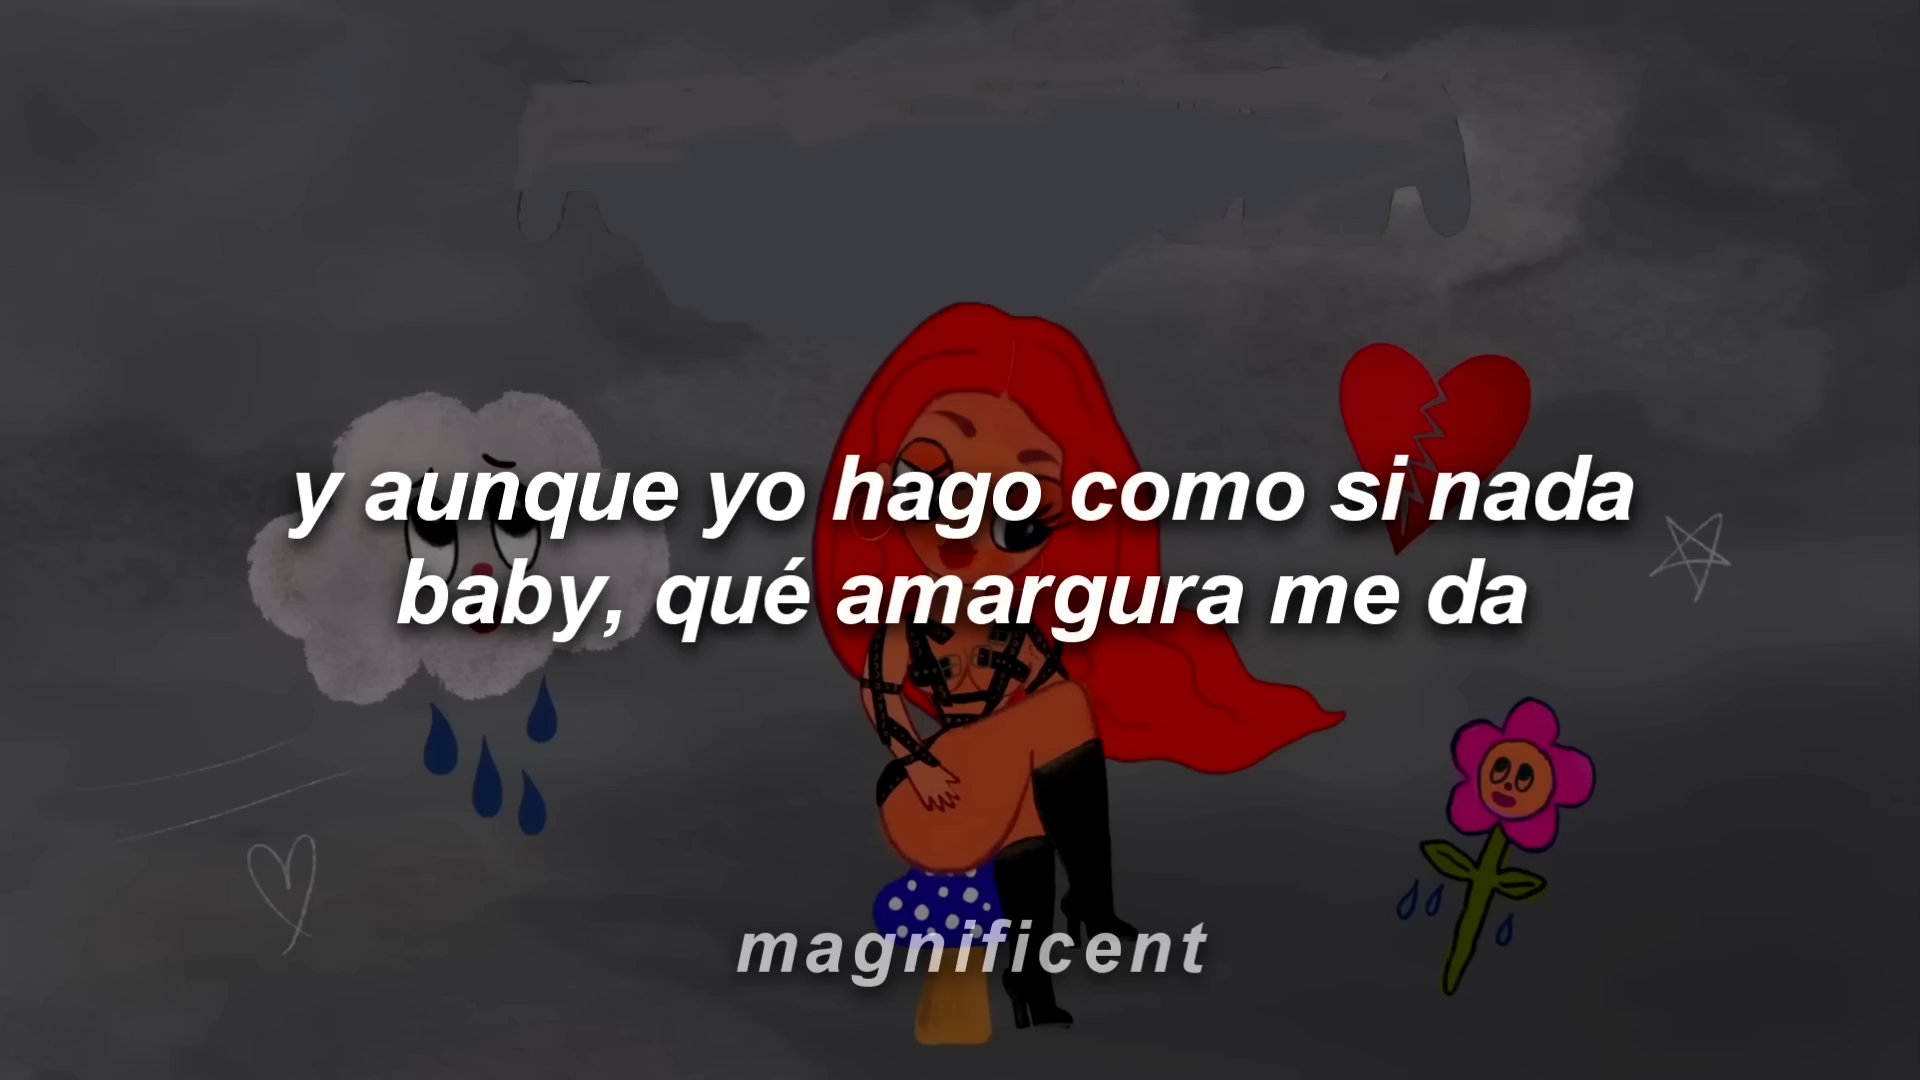 y aunque yo hago como si nada
baby, qué amargura me da
magnificent